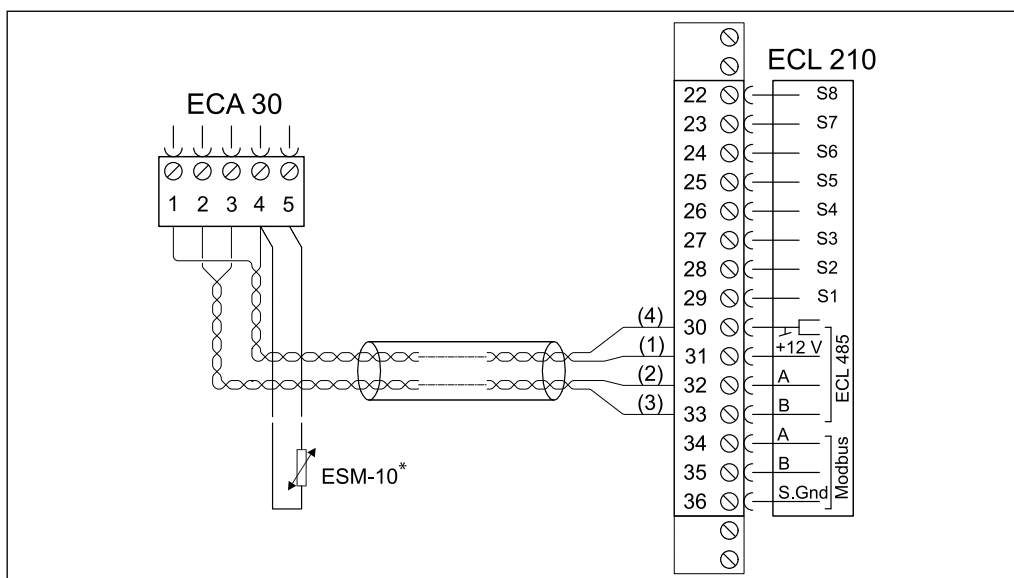 ECA 30
1 2 3 4 5
ESM-10*
ECL 210
22 S8
23 S7
24 S6
25 S5
26 S4
27 S3
28 S2
29 S1
(4) 30
(1) 31 +12 V
(2) 32 A
(3) 33 B
ECL 485
34 A
35 B
36 S.Gnd
Modbus